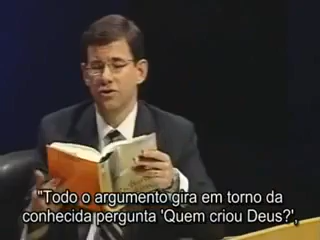 "Todo o argumento gira em torno da
conhecida pergunta 'Quem criou Deus?',